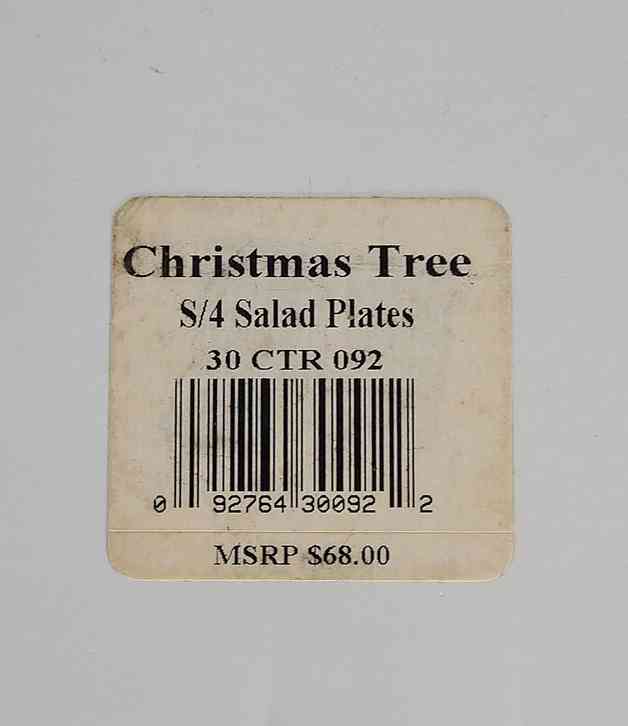 Christmas Tree
S/4 Salad Plates
30 CTR 092
0 92764 30092 2
MSRP $68.00